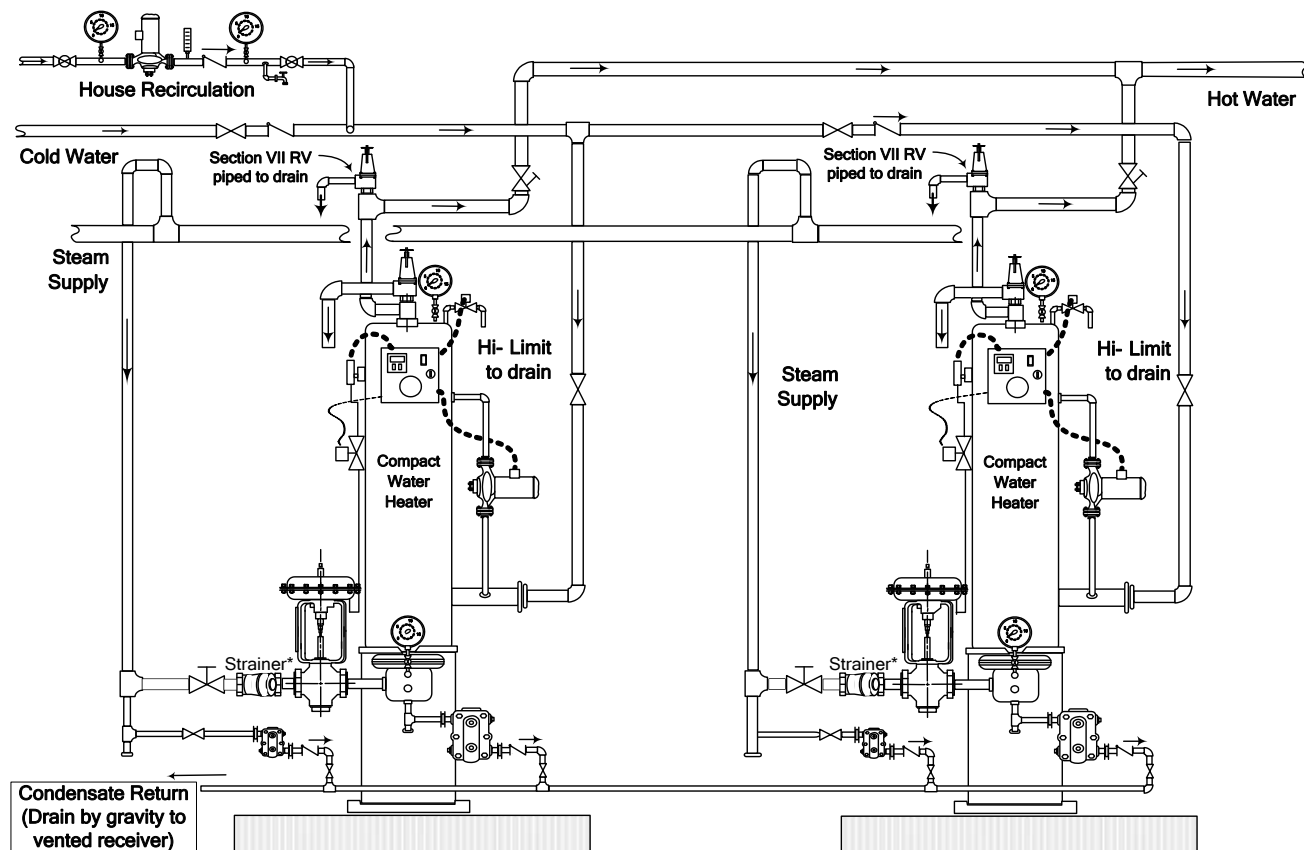 House Recirculation
Hot Water
Cold Water
Section VII RV
piped to drain
Section VII RV
piped to drain
Steam
Supply
Hi- Limit
to drain
Steam
Supply
Hi- Limit
to drain
Compact
Water
Heater
Compact
Water
Heater
Strainer*
Strainer*
Condensate Return
(Drain by gravity to
vented receiver)